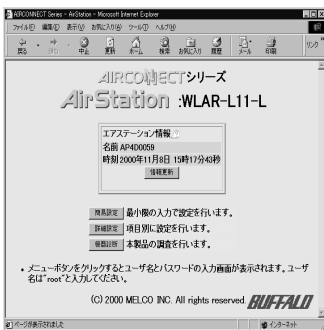 AIRCONNECT Series - AirStation - Microsoft Internet Explorer
ファイル(F) 編集(E) 表示(V) お気に入り(A) ツール(T) ヘルプ(H)
戻る 進む 中止 更新 ホーム 検索 お気に入り 履歴 メール 印刷 リンク
AIRCONNECTシリーズ
AirStation :WLAR-L11-L
エアステーション情報
名前 AP4D0059
時刻 2000年11月8日 15時17分43秒
情報更新
簡易設定 最小限の入力で設定を行います。
詳細設定 項目別に設定を行います。
機器診断 本製品の調査を行います。
• メニューボタンをクリックするとユーザ名とパスワードの入力画面が表示されます。ユーザ
名は"root"と入力してください。
(C) 2000 MELCO INC. All rights reserved. BUFFALO
ページが表示されました インターネット